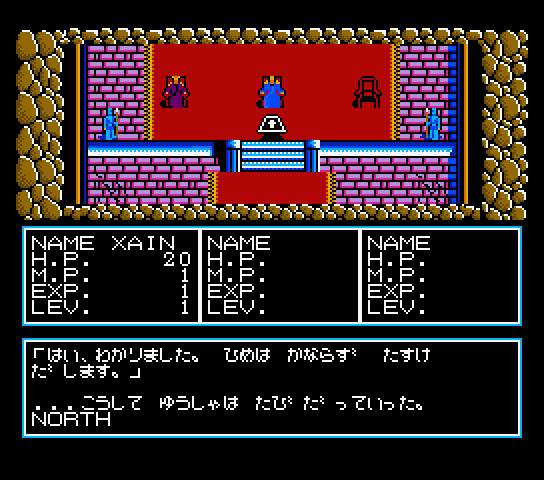 NAME XAIN
H.P. 20
M.P. 1
EXP. 1
LEV. 1
NAME
H.P.
M.P.
EXP.
LEV.
NAME
H.P.
M.P.
EXP.
LEV.
「はい、わかりました。 ひめは かならず たすけ
だします。」
...こうして ゆうしゃは たびだっていった。
NORTH